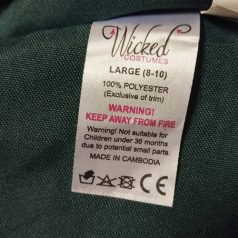 Wicked
COSTUMES
LARGE (8-10)
100% POLYESTER
(Exclusive of trim)
WARNING!
KEEP AWAY FROM FIRE
Warning! Not suitable for
Children under 36 months
due to potential small parts.
MADE IN CAMBODIA
CE